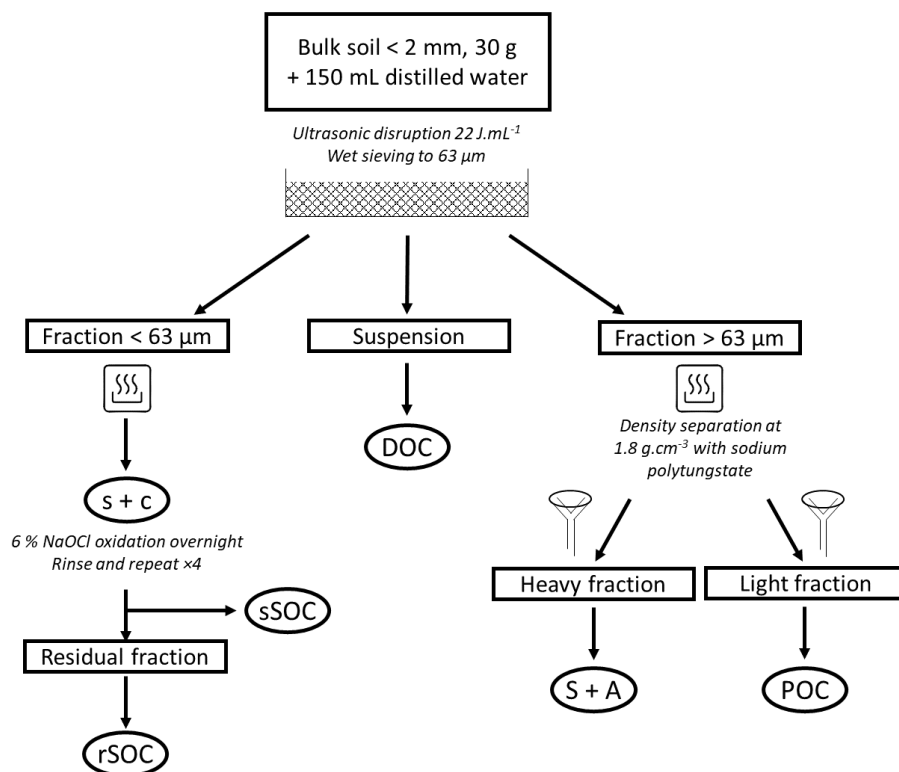 Bulk soil < 2 mm, 30 g
+ 150 mL distilled water
Ultrasonic disruption 22 J.mL⁻¹
Wet sieving to 63 µm
Fraction < 63 µm
Suspension
Fraction > 63 µm
DOC
Density separation at
1.8 g.cm⁻³ with sodium
polytungstate
s + c
6 % NaOCl oxidation overnight
Rinse and repeat ×4
Heavy fraction
Light fraction
sSOC
Residual fraction
S + A
POC
rSOC